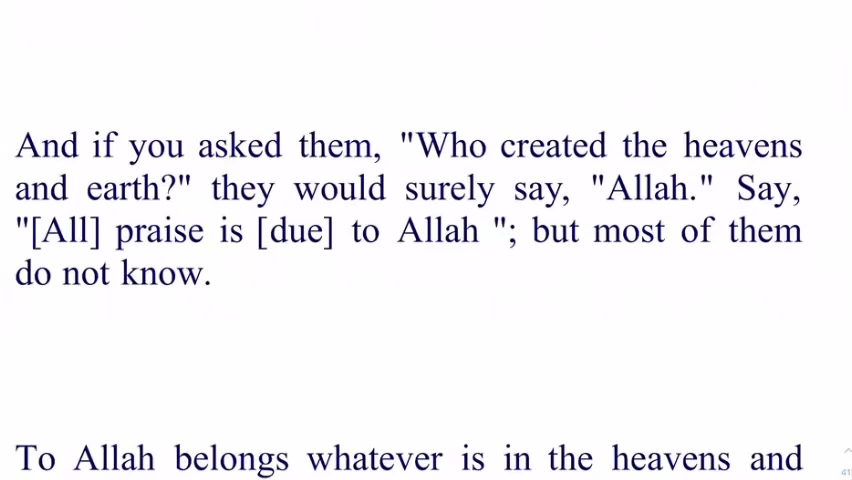 And if you asked them, "Who created the heavens
and earth?" they would surely say, "Allah." Say,
"[All] praise is [due] to Allah "; but most of them
do not know.
To Allah belongs whatever is in the heavens and